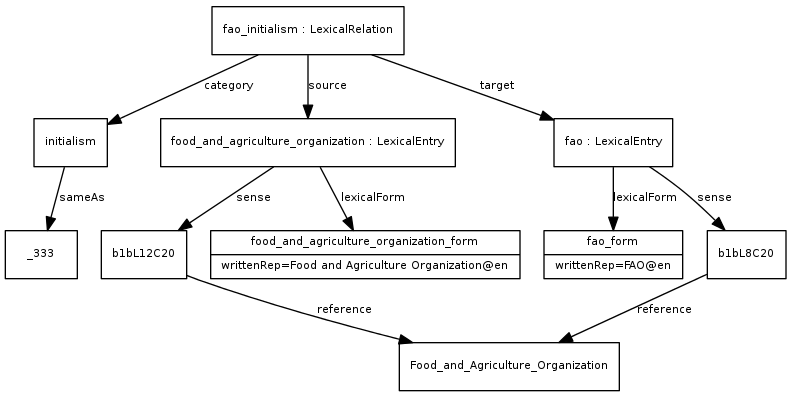 fao_initialism : LexicalRelation
category
source
target
initialism
food_and_agriculture_organization : LexicalEntry
fao : LexicalEntry
sameAs
sense
lexicalForm
lexicalForm
sense
_333
b1bL12C20
food_and_agriculture_organization_form
writtenRep=Food and Agriculture Organization@en
fao_form
writtenRep=FAO@en
b1bL8C20
reference
reference
Food_and_Agriculture_Organization